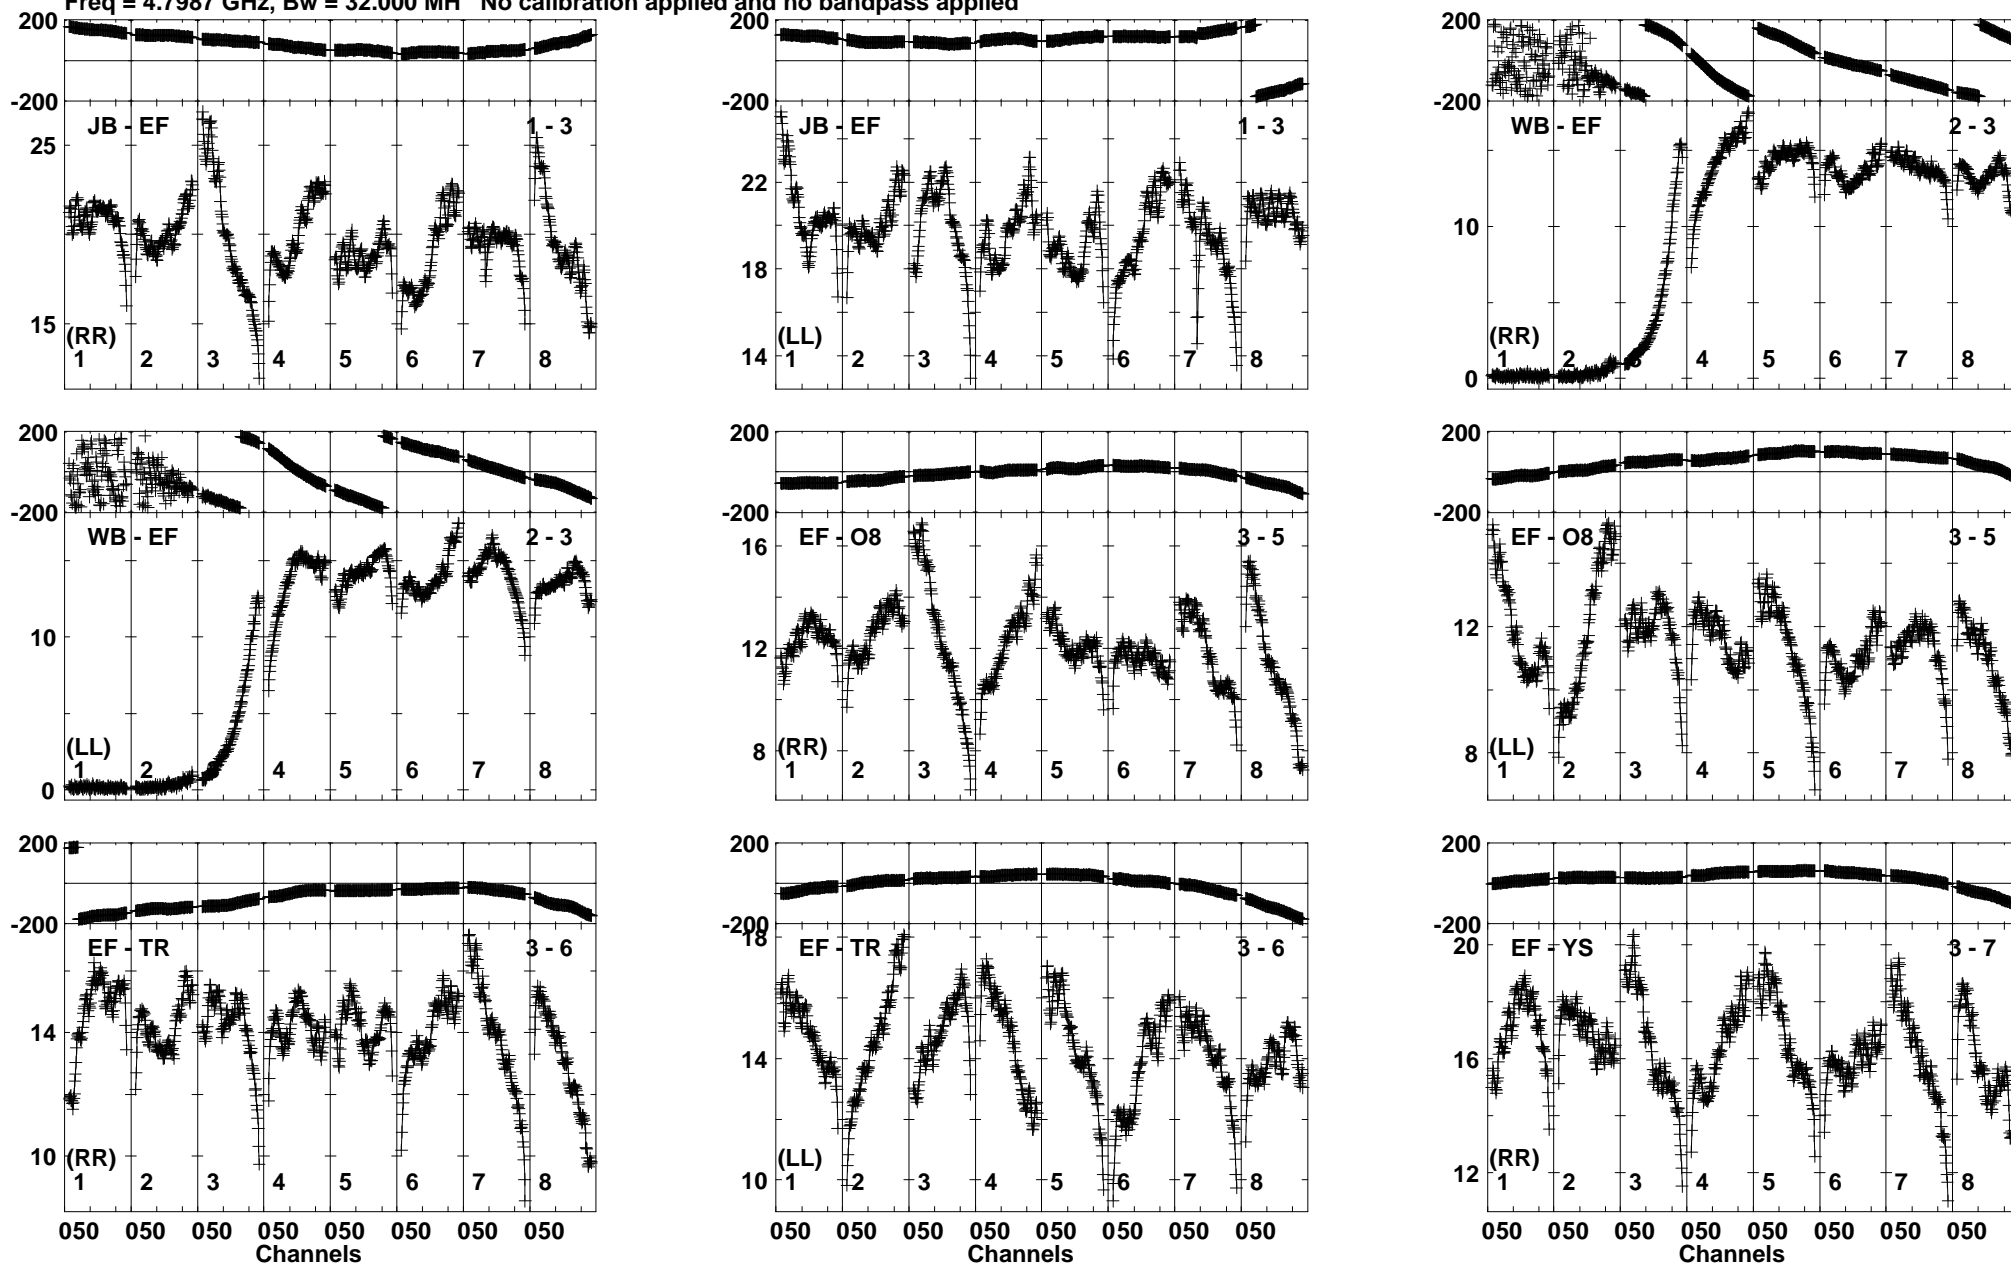 Freq = 4.7987 GHz, Bw = 32.000 MH No calibration applied and no bandpass applied
200 200 200
-200 -200 -200
JB - EF 1 - 3 JB - EF 1 - 3 WB - EF 2 - 3
25 22 10
15 18 0
14
(RR) (LL) (RR)
1 2 3 4 5 6 7 8 1 2 3 4 5 6 7 8 1 2 3 4 5 6 7 8
200 200 200
-200 -200 -200
WB - EF 2 - 3 EF - O8 3 - 5 EF - O8 3 - 5
10 16 12
0 12 8
8
(LL) (RR) (LL)
1 2 3 4 5 6 7 8 1 2 3 4 5 6 7 8 1 2 3 4 5 6 7 8
200 200 200
-200 -200 -200
EF - TR 3 - 6 EF - TR 3 - 6 EF - YS 3 - 7
14 18 20
10 14 16
10 12
(RR) (LL) (RR)
1 2 3 4 5 6 7 8 1 2 3 4 5 6 7 8 1 2 3 4 5 6 7 8
050 050 050 050 050 050 050 050 050 050 050 050 050 050 050 050 050 050 050 050 050 050 050 050
Channels Channels Channels